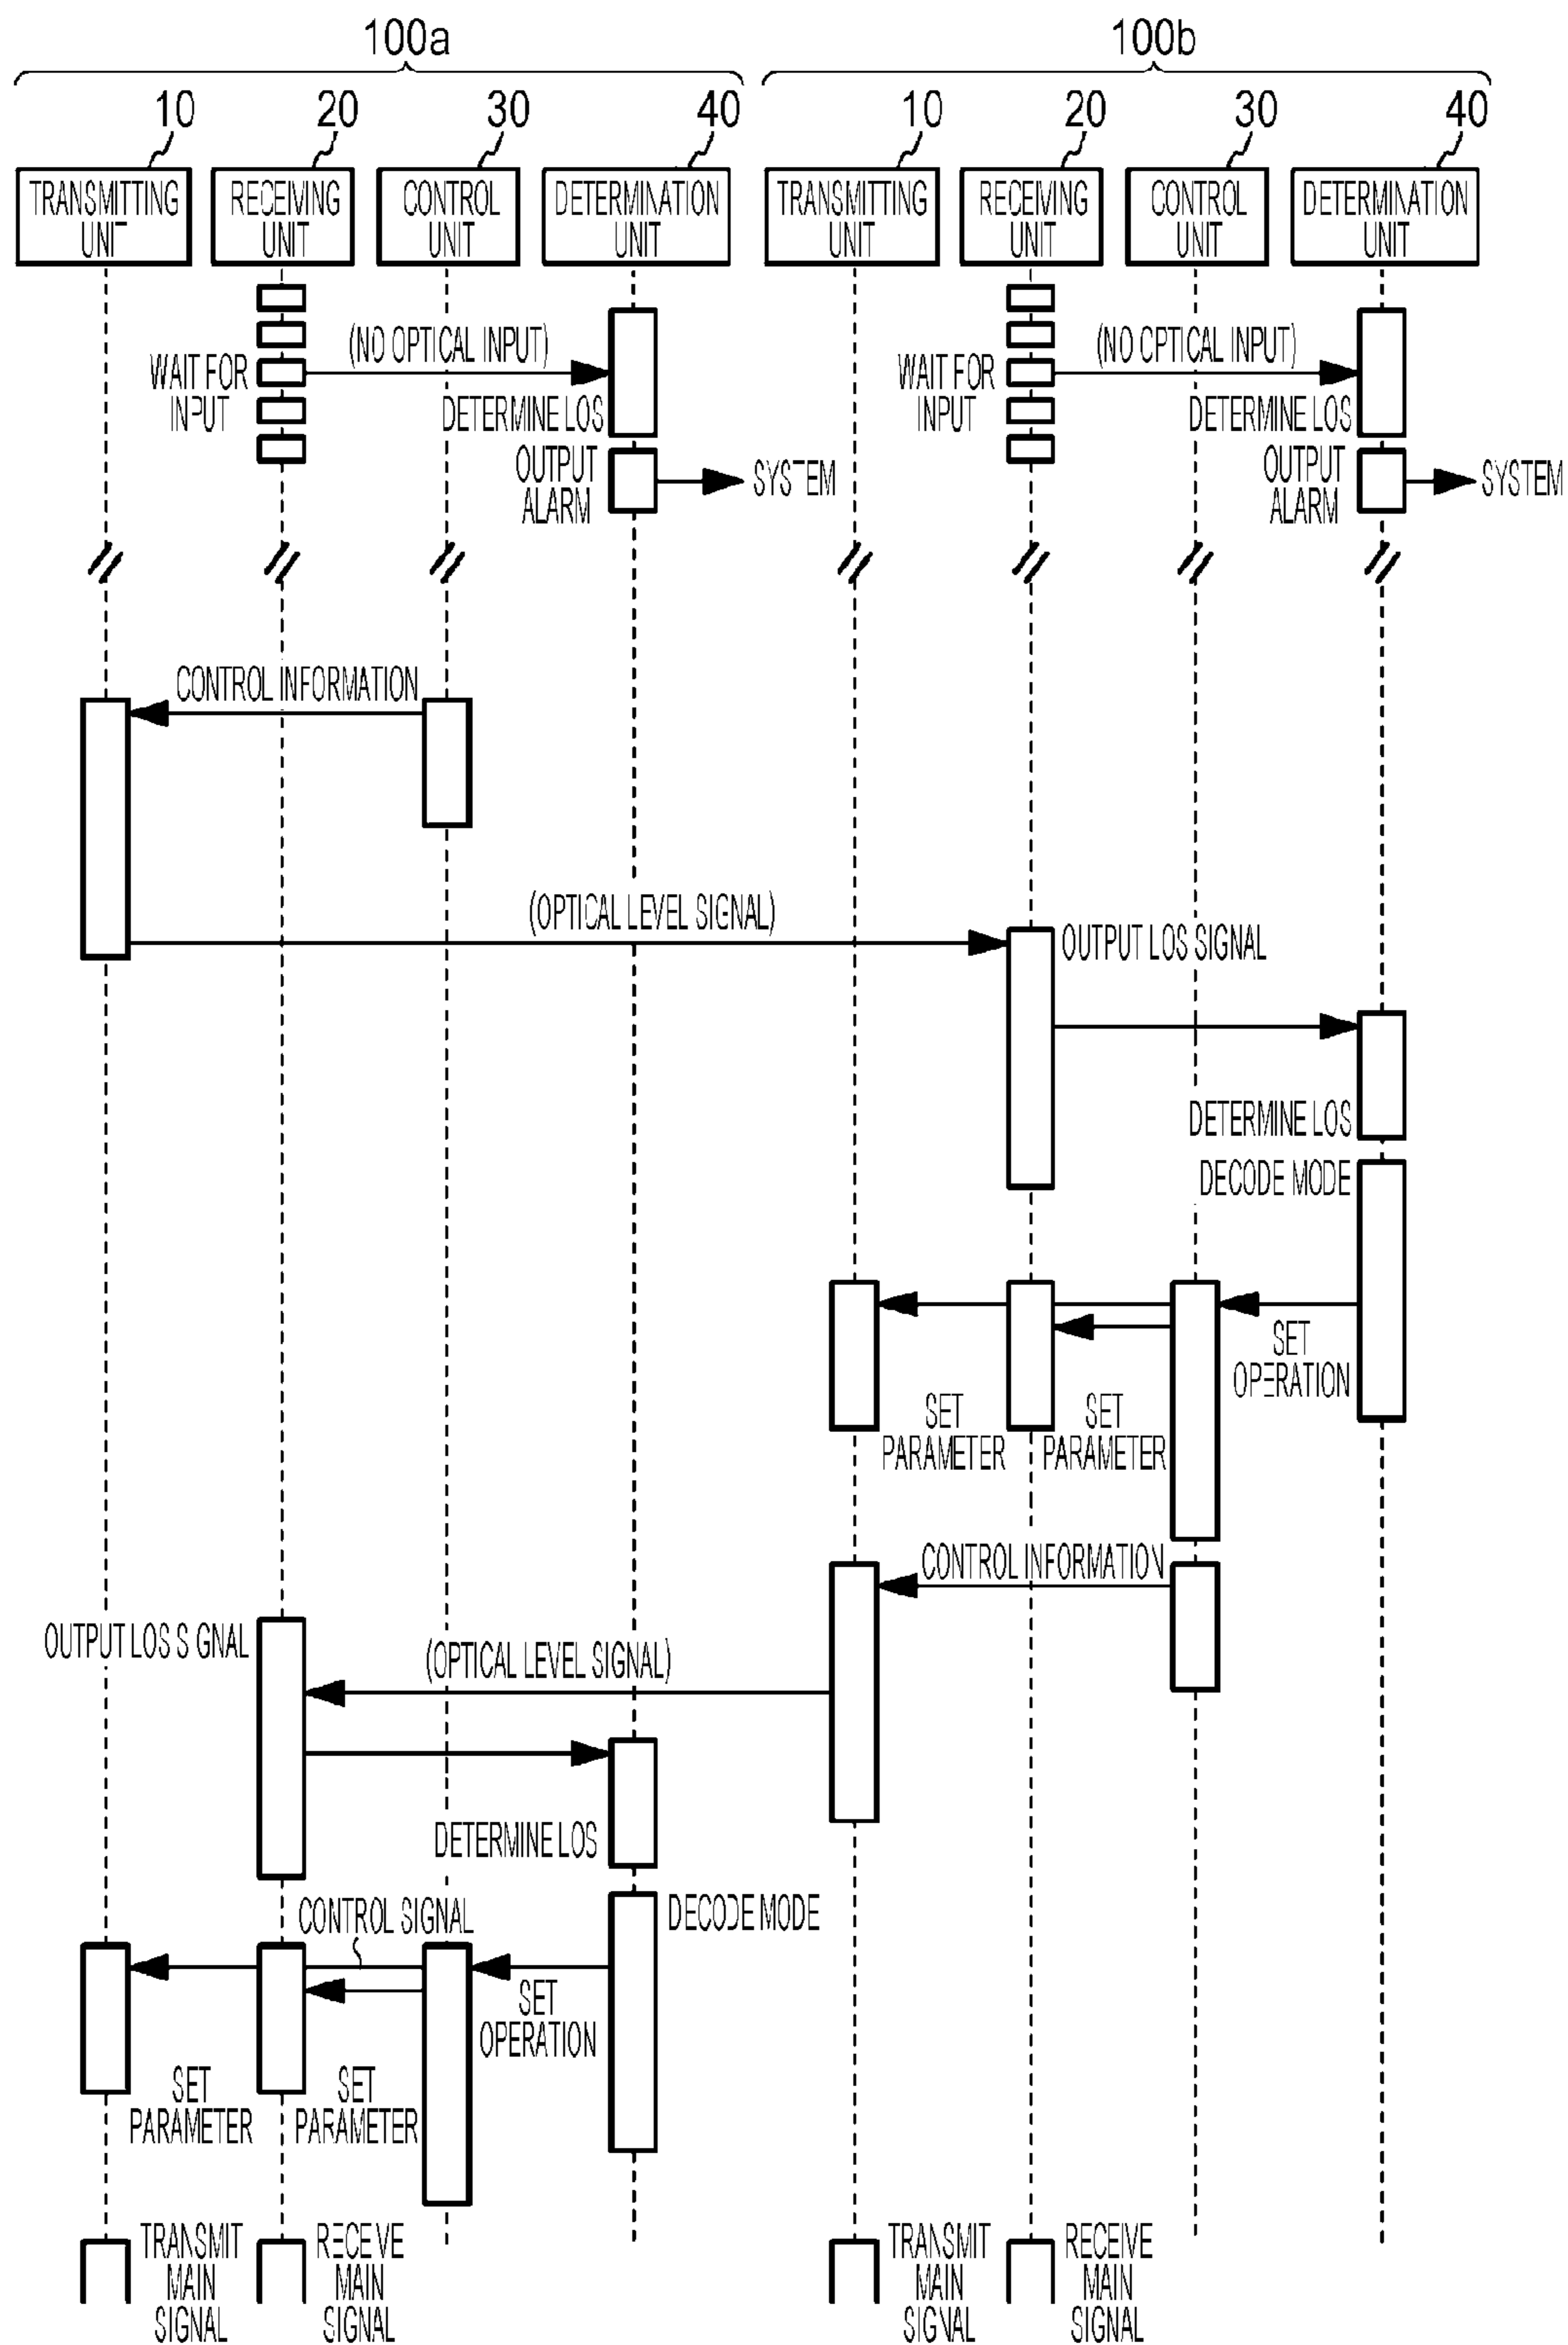 100a
100b
10
20
30
40
10
20
30
40
TRANSMITTING
UNIT
RECEIVING
UNIT
CONTROL
UNIT
DETERMINATION
UNIT
TRANSMITTING
UNIT
RECEIVING
UNIT
CONTROL
UNIT
DETERMINATION
UNIT
WAIT FOR
INPUT
(NO OPTICAL INPUT)
DETERMINE LOS
OUTPUT
ALARM
SYSTEM
WAIT FOR
INPUT
(NO OPTICAL INPUT)
DETERMINE LOS
OUTPUT
ALARM
SYSTEM
CONTROL INFORMATION
(OPTICAL LEVEL SIGNAL)
OUTPUT LOS SIGNAL
DETERMINE LOS
DECODE MODE
SET
OPERATION
SET
PARAMETER
SET
PARAMETER
CONTROL INFORMATION
OUTPUT LOS SIGNAL
(OPTICAL LEVEL SIGNAL)
DETERMINE LOS
DECODE MODE
CONTROL SIGNAL
SET
OPERATION
SET
PARAMETER
SET
PARAMETER
TRANSMIT
MAIN
SIGNAL
RECEIVE
MAIN
SIGNAL
TRANSMIT
MAIN
SIGNAL
RECEIVE
MAIN
SIGNAL